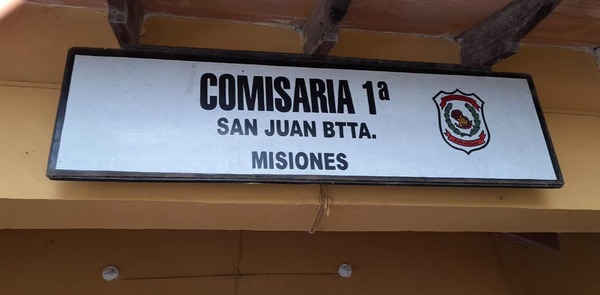 COMISARIA 1ª
SAN JUAN BTTA.
MISIONES